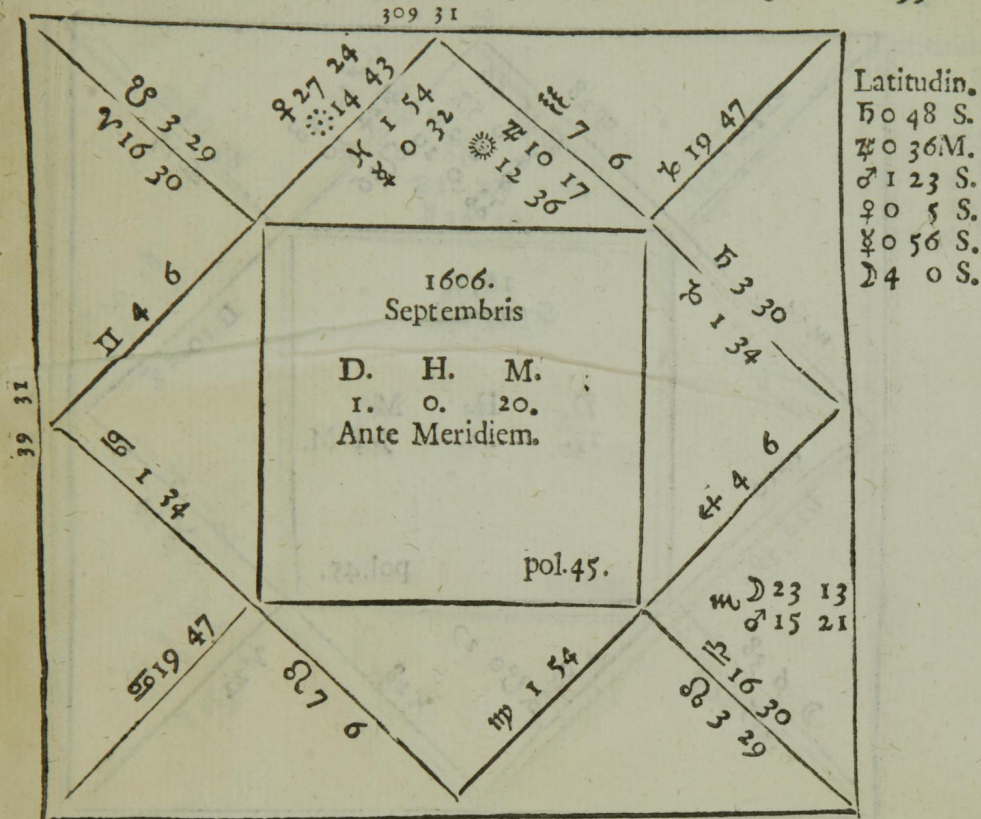 309 31
♀ 27 24
14 43
♓ 1 54
☿ 0 32
♒ 7 6
♃ 10 17
☉ 12 36
♑ 19 47
☋ 3 29
♈ 16 30
♊ 4 6
39 31
♋ 1 34
♋ 19 47
♌ 7 6
♍ 1 54
♎ 16 30
☊ 3 29
♏ ☽ 23 13
♂ 15 21
♐ 4 6
♄ 3 30
♑ 1 34
1606.
Septembris
D. H. M.
1. 0. 20.
Ante Meridiem.
pol. 45.
Latitudin.
♄ 0 48 S.
♃ 0 36 M.
♂ 1 23 S.
♀ 0 5 S.
☿ 0 56 S.
☽ 4 0 S.